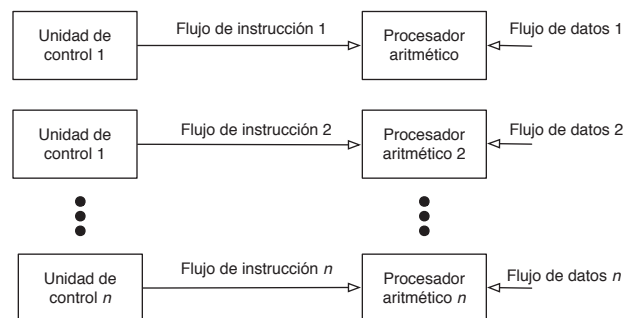 Unidad de
control 1
Flujo de instrucción 1
Procesador
aritmético
Flujo de datos 1
Unidad de
control 1
Flujo de instrucción 2
Procesador
aritmético 2
Flujo de datos 2
Unidad de
control n
Flujo de instrucción n
Procesador
aritmético n
Flujo de datos n